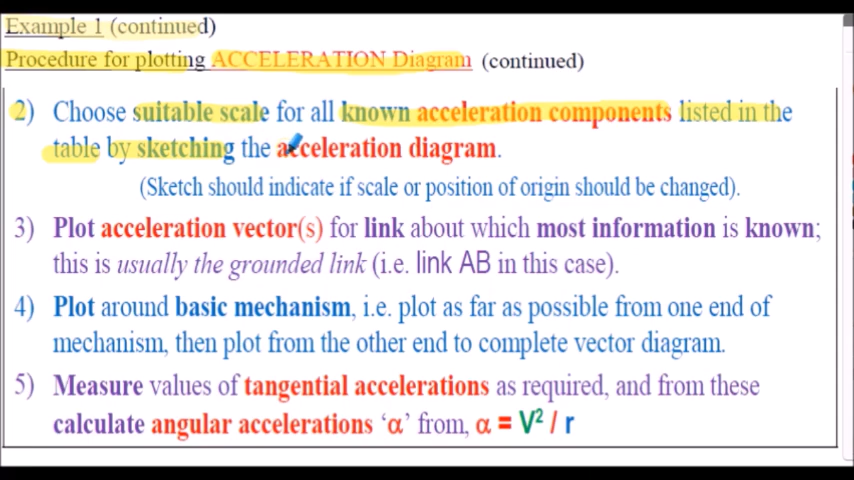 Example 1 (continued)
Procedure for plotting ACCELERATION Diagram (continued)
2) Choose suitable scale for all known acceleration components listed in the
table by sketching the acceleration diagram.
(Sketch should indicate if scale or position of origin should be changed).
3) Plot acceleration vector(s) for link about which most information is known;
this is usually the grounded link (i.e. link AB in this case).
4) Plot around basic mechanism, i.e. plot as far as possible from one end of
mechanism, then plot from the other end to complete vector diagram.
5) Measure values of tangential accelerations as required, and from these
calculate angular accelerations ‘α’ from, α = V² / r